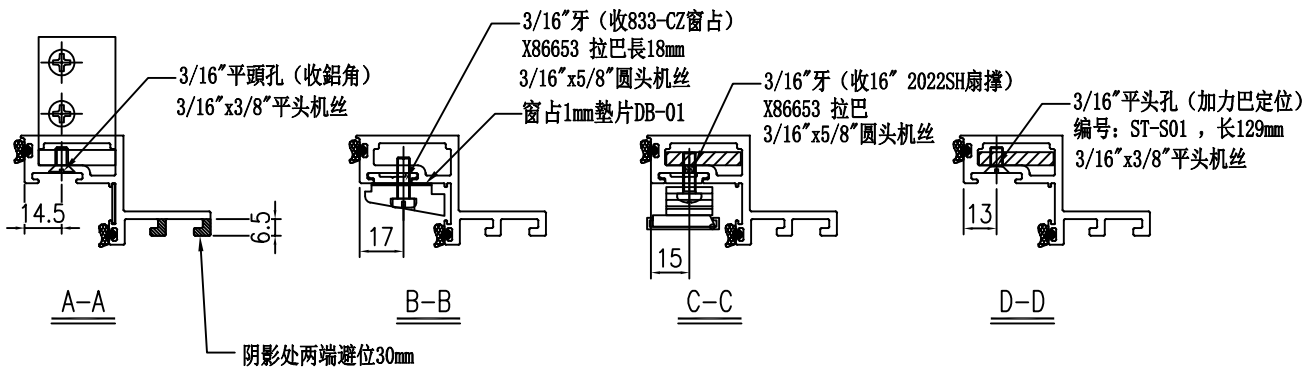 3/16"平頭孔（收鋁角）
3/16"x3/8"平头机丝
14.5
6.5
A-A
阴影处两端避位30mm
3/16"牙（收833-CZ窗占）
X86653 拉巴長18mm
3/16"x5/8"圆头机丝
窗占1mm墊片DB-01
17
B-B
3/16"牙（收16" 2022SH扇撑）
X86653 拉巴
3/16"x5/8"圆头机丝
15
C-C
3/16"平头孔（加力巴定位）
编号：ST-S01 ，长129mm
3/16"x3/8"平头机丝
13
D-D